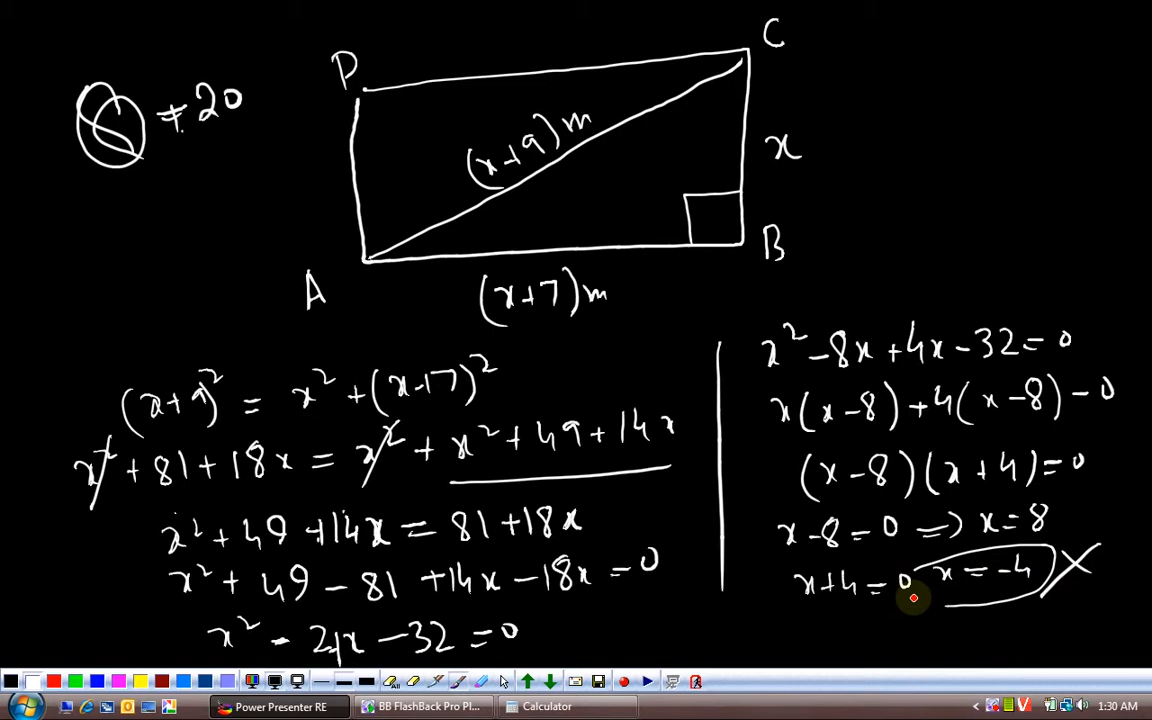 Q # 20
P
C
(x+9)m
x
A
B
(x+7)m
(x+9)² = x² + (x+7)²
x² + 81 + 18x = x² + x² + 49 + 14x
x² + 49 + 14x = 81 + 18x
x² + 49 - 81 + 14x - 18x = 0
x² - 4x - 32 = 0
x² - 8x + 4x - 32 = 0
x(x-8) + 4(x-8) - 0
(x-8)(x+4) = 0
x - 8 = 0 => x = 8
x + 4 = 0 x = -4
Power Presenter RE
BB FlashBack Pro Pl...
Calculator
1:30 AM